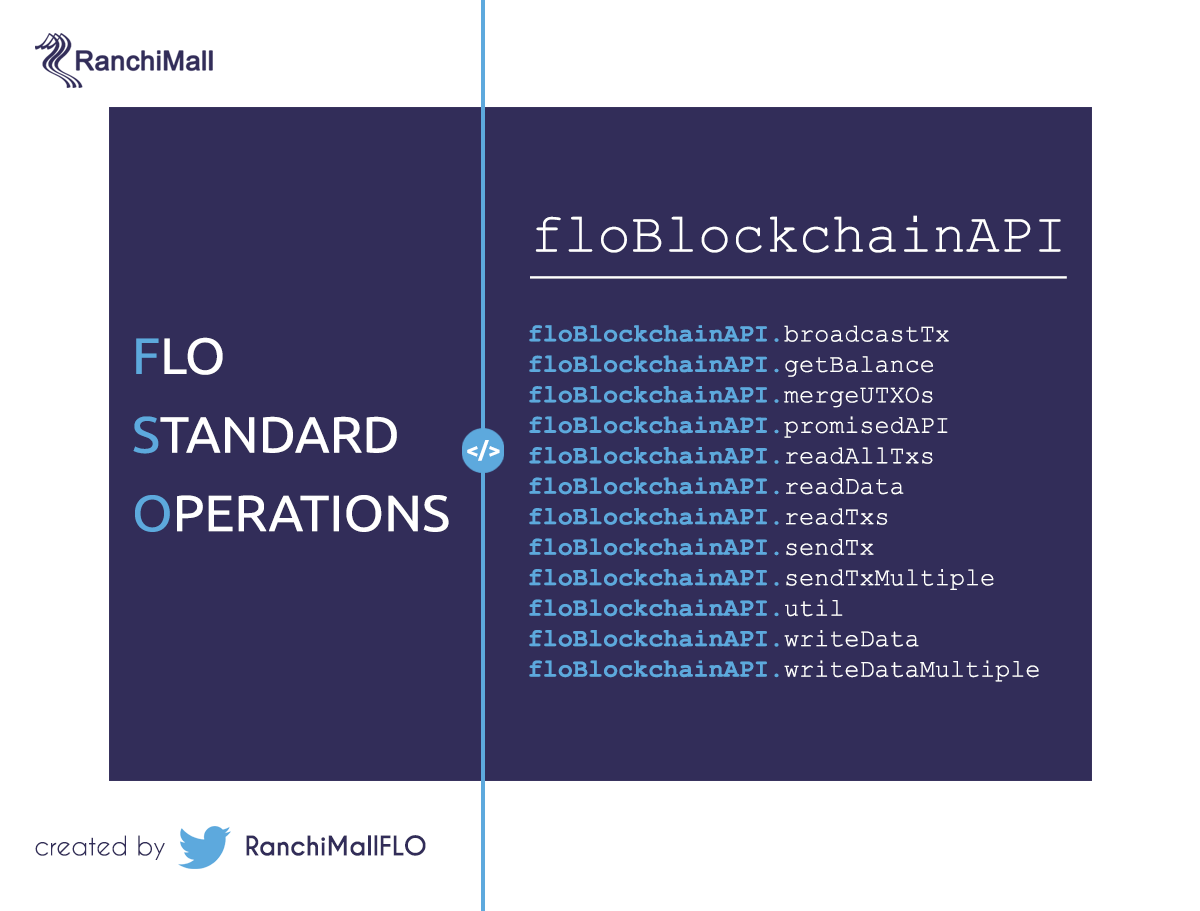 RanchiMall
FLO
STANDARD
OPERATIONS
</>
floBlockchainAPI
floBlockchainAPI.broadcastTx
floBlockchainAPI.getBalance
floBlockchainAPI.mergeUTXOs
floBlockchainAPI.promisedAPI
floBlockchainAPI.readAllTxs
floBlockchainAPI.readData
floBlockchainAPI.readTxs
floBlockchainAPI.sendTx
floBlockchainAPI.sendTxMultiple
floBlockchainAPI.util
floBlockchainAPI.writeData
floBlockchainAPI.writeDataMultiple
created by RanchiMallFLO